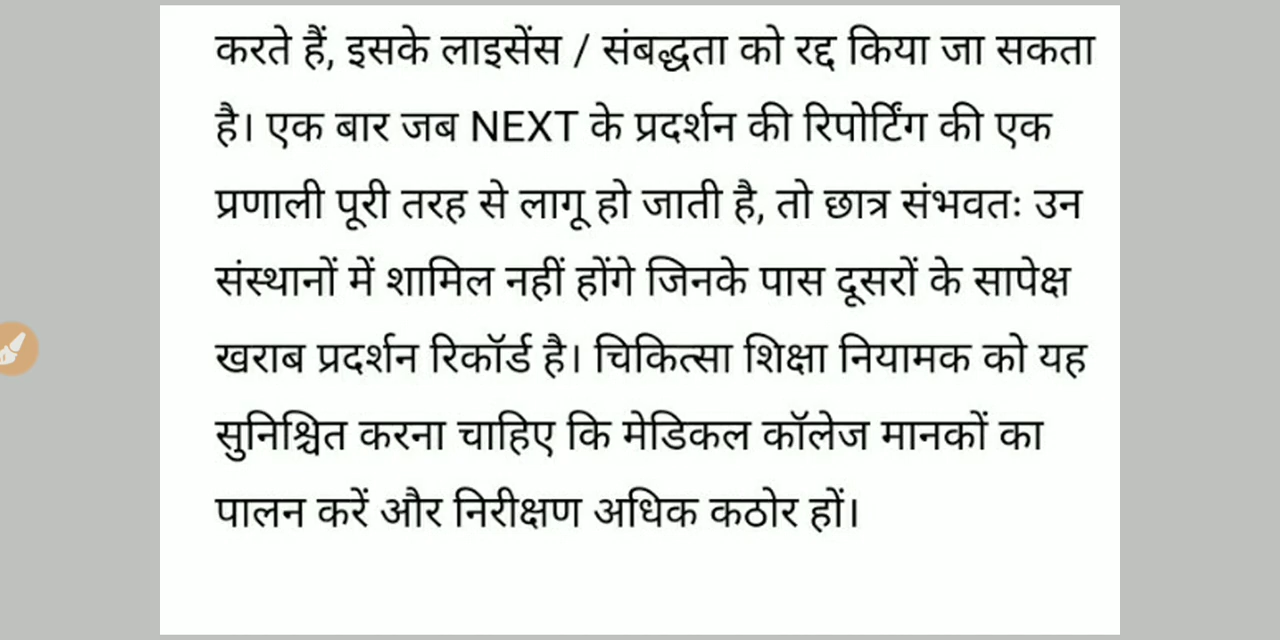 करते हैं, इसके लाइसेंस / संबद्धता को रद्द किया जा सकता
है। एक बार जब NEXT के प्रदर्शन की रिपोर्टिंग की एक
प्रणाली पूरी तरह से लागू हो जाती है, तो छात्र संभवतः उन
संस्थानों में शामिल नहीं होंगे जिनके पास दूसरों के सापेक्ष
खराब प्रदर्शन रिकॉर्ड है। चिकित्सा शिक्षा नियामक को यह
सुनिश्चित करना चाहिए कि मेडिकल कॉलेज मानकों का
पालन करें और निरीक्षण अधिक कठोर हों।